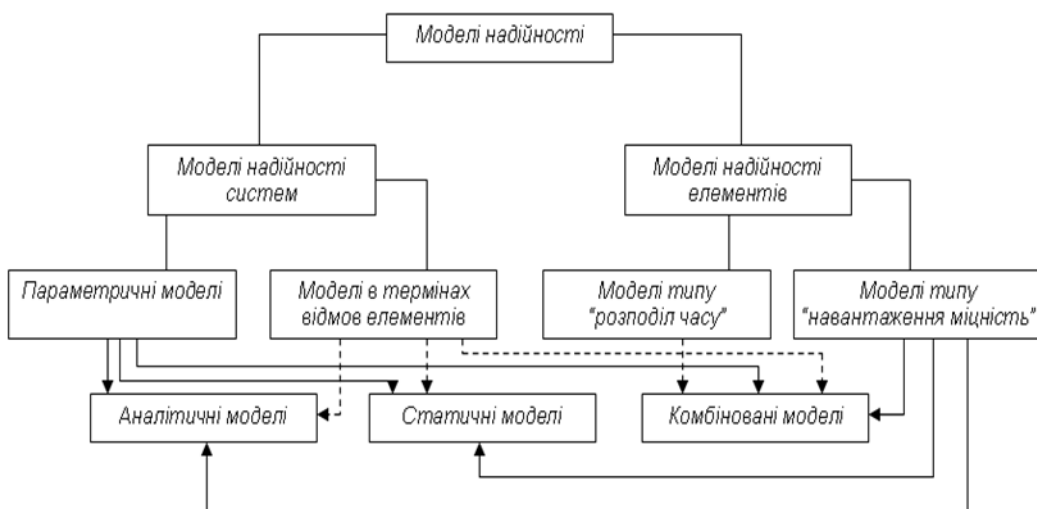 Моделі надійності
Моделі надійності
систем
Моделі надійності
елементів
Параметричні моделі
Моделі в термінах
відмов елементів
Моделі типу
“розподіл часу”
Моделі типу
“навантаження міцність”
Аналітичні моделі
Статичні моделі
Комбіновані моделі